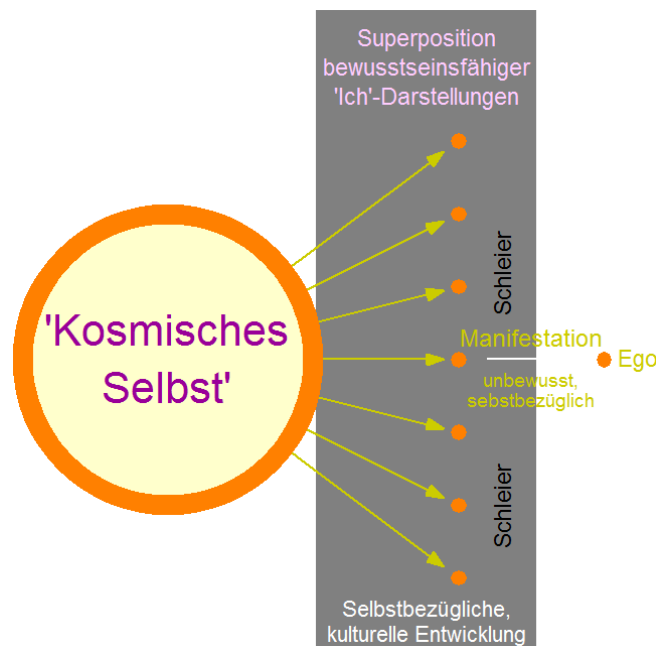 Superposition
bewusstseinsfähiger
'Ich'-Darstellungen
'Kosmisches
Selbst'
Schleier
Manifestation
Ego
unbewusst,
sebstbezüglich
Schleier
Selbstbezügliche,
kulturelle Entwicklung